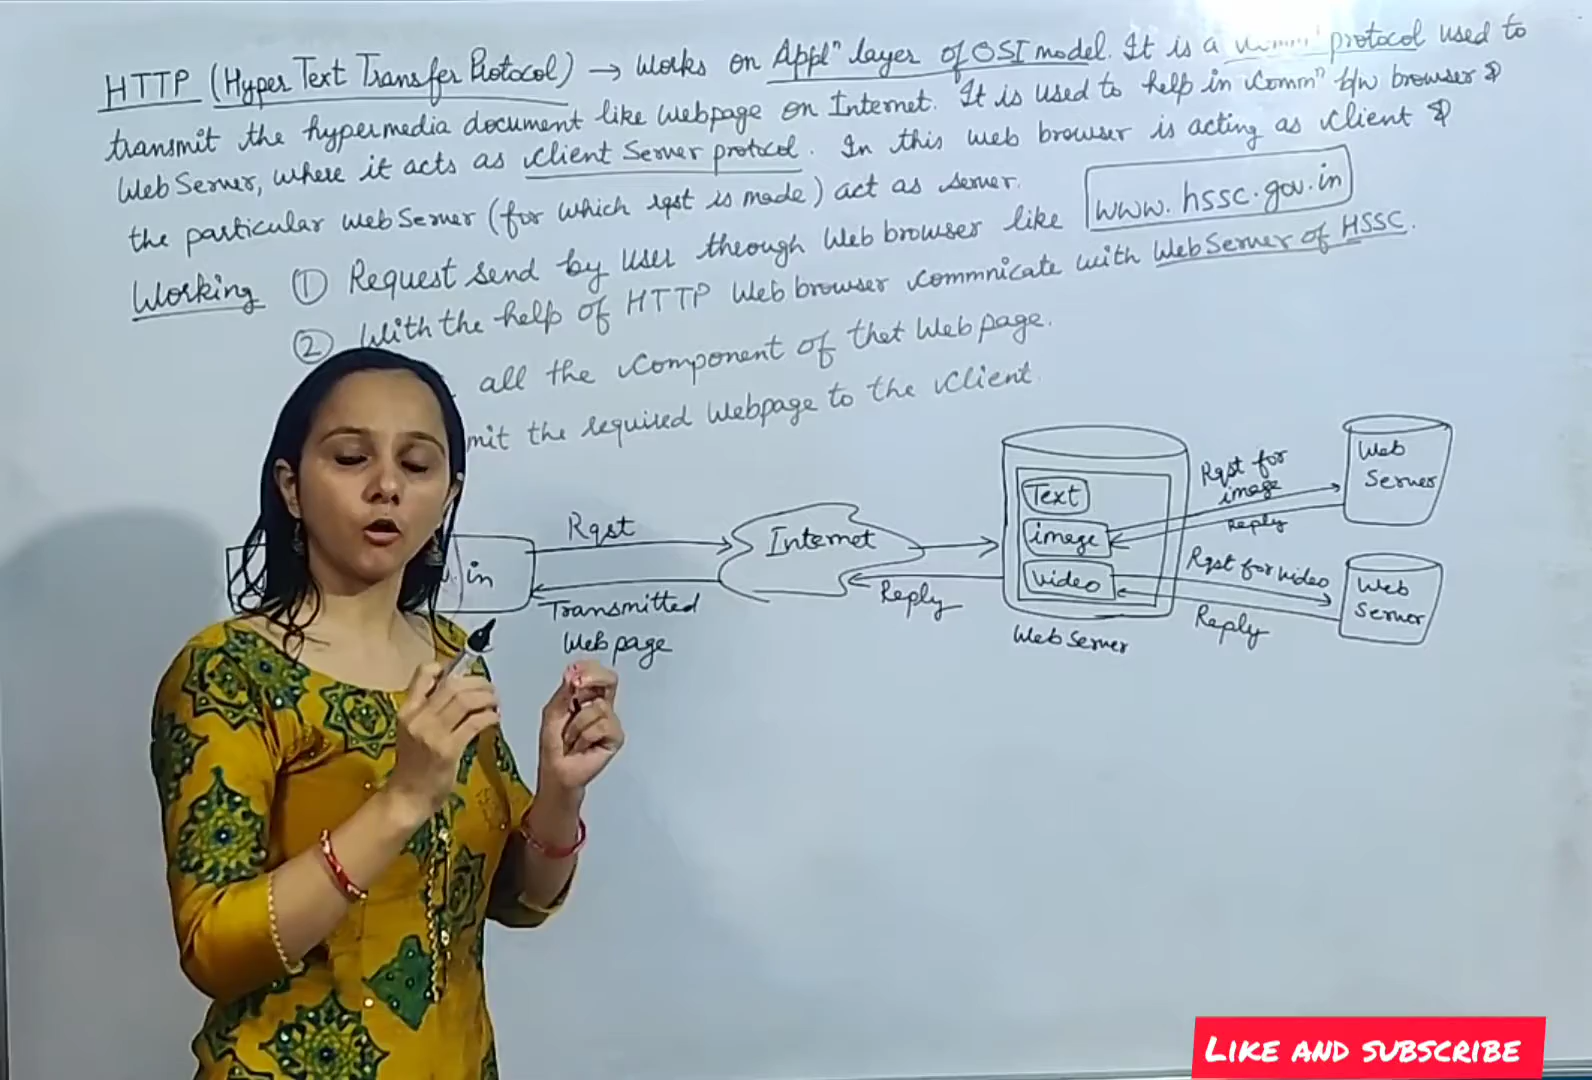 HTTP (Hyper Text Transfer Protocol) → Works on Applⁿ layer of OSI model. It is a protocol used to
transmit the hypermedia document like webpage on Internet. It is used to help in Commⁿ b/w browser &
Web Server, where it acts as Client Server protocol. In this web browser is acting as client &
the particular web Server (for which rqst is made) act as server.
Working ① Request send by user theough Web browser like www.hssc.gov.in
② With the help of HTTP Web browser commnicate with Web Server of HSSC.
all the component of thet Web page.
mit the required Webpage to the client.
Rqst
Internet
Text
image
video
Web Server
Rqst for
image
Reply
Web
Server
.in
Transmitted
Web page
Reply
Rqst for video
Reply
Web
Server
LIKE AND SUBSCRIBE